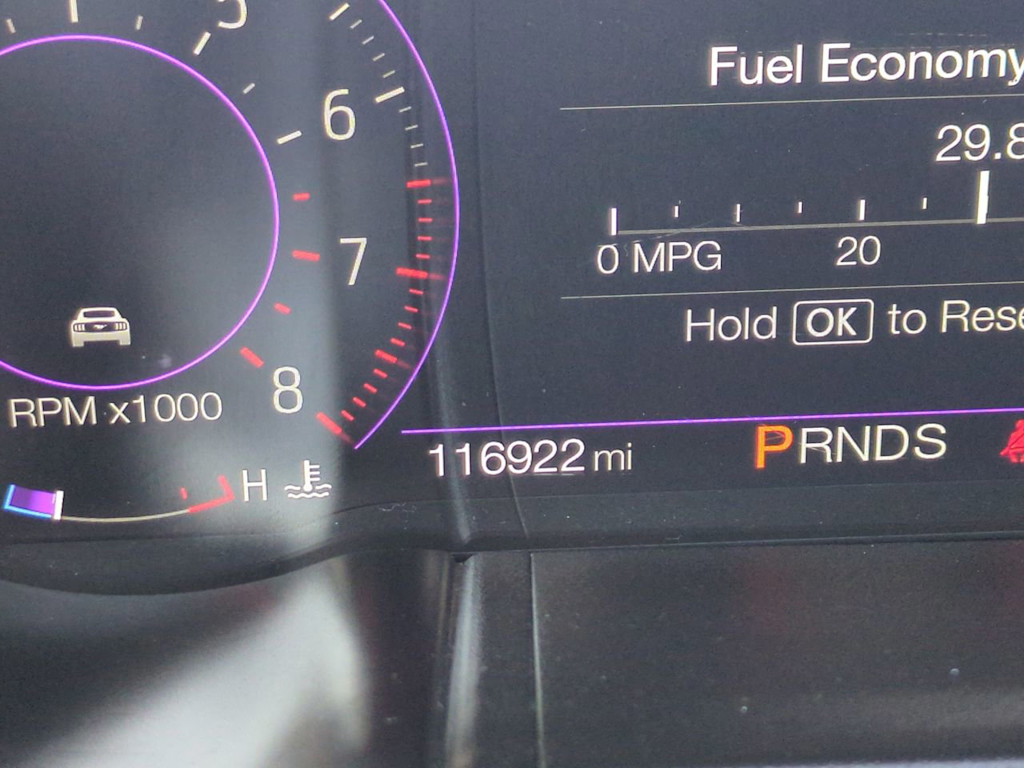 5
6
7
8
RPM x1000
H
Fuel Economy
29.8
0 MPG 20
Hold OK to Rese
116922 mi
PRNDS